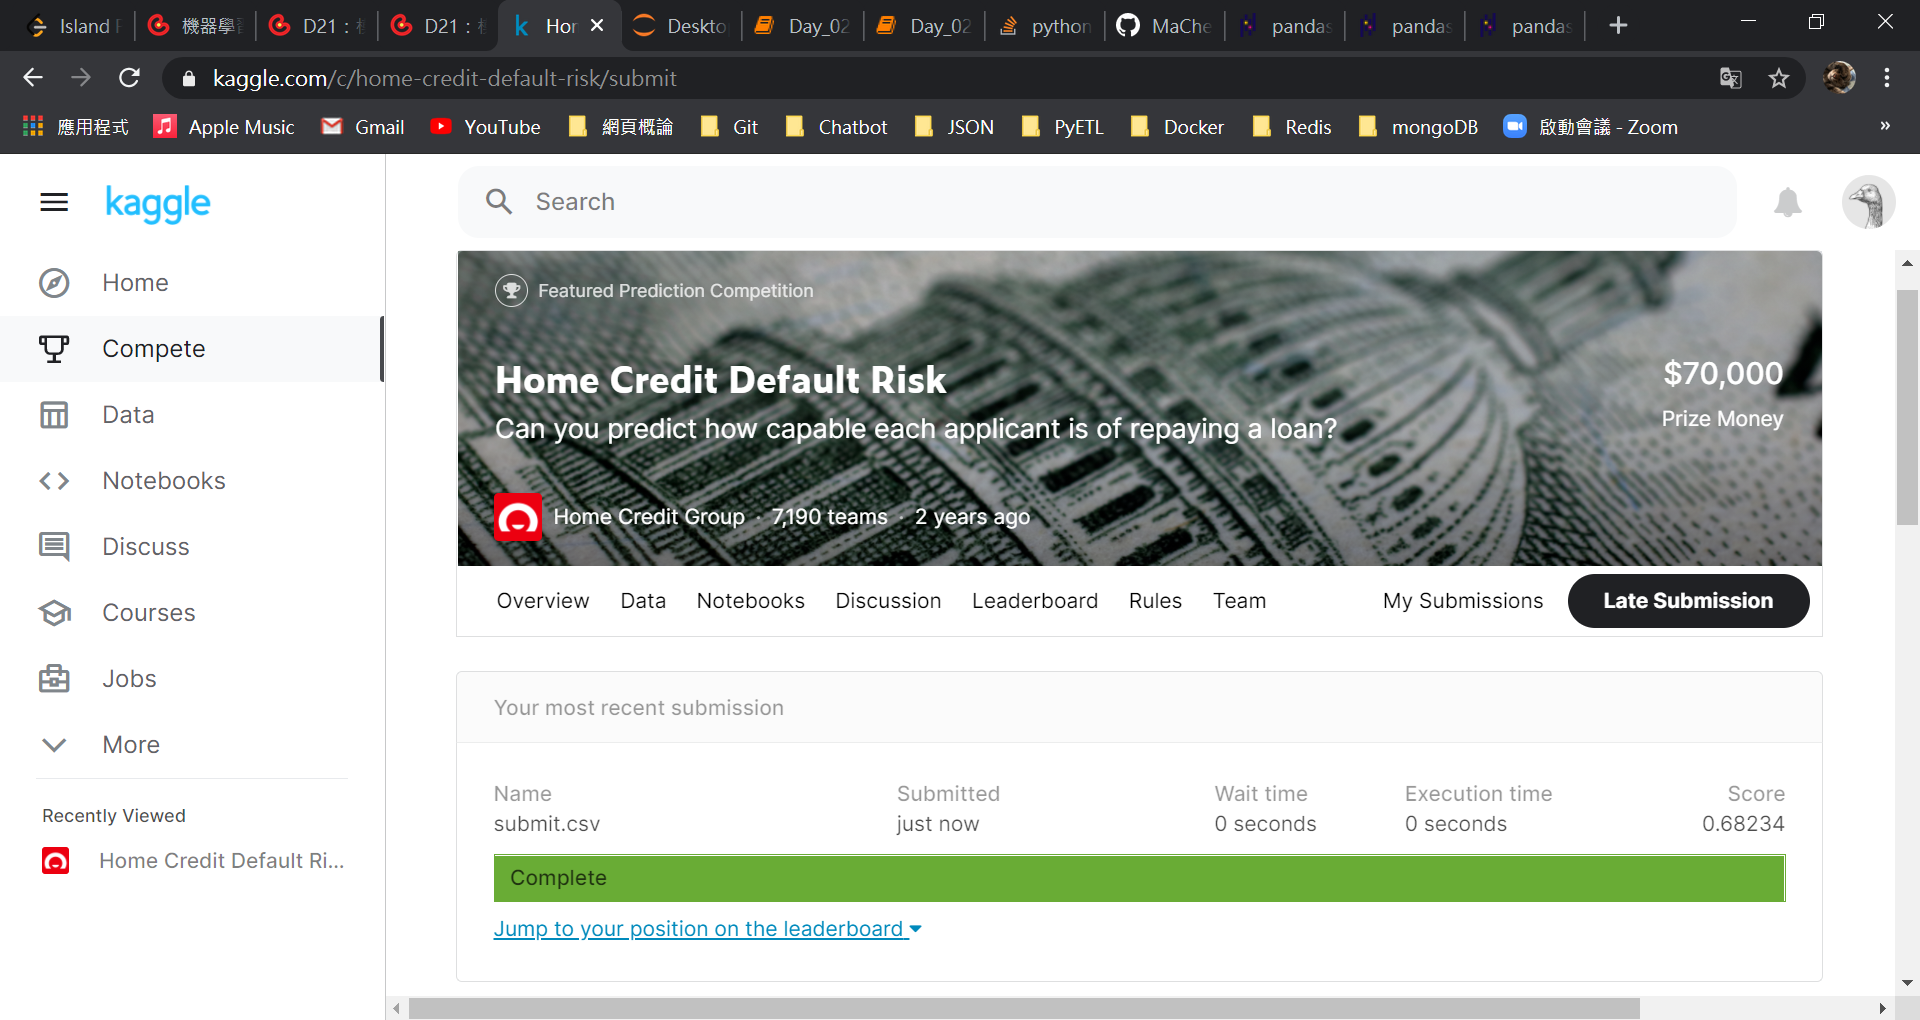 Island
機器學
D21：
D21：
Hor
Deskto
Day_02
Day_02
python
MaChe
pandas
pandas
pandas
kaggle.com/c/home-credit-default-risk/submit
應用程式 Apple Music Gmail YouTube 網頁概論 Git Chatbot JSON PyETL Docker Redis mongoDB 啟動會議 - Zoom »
kaggle
Search
Home
Compete
Data
Notebooks
Discuss
Courses
Jobs
More
Recently Viewed
Home Credit Default Ri...
Featured Prediction Competition
Home Credit Default Risk
Can you predict how capable each applicant is of repaying a loan?
$70,000
Prize Money
Home Credit Group · 7,190 teams · 2 years ago
Overview Data Notebooks Discussion Leaderboard Rules Team My Submissions Late Submission
Your most recent submission
Name Submitted Wait time Execution time Score
submit.csv just now 0 seconds 0 seconds 0.68234
Complete
Jump to your position on the leaderboard